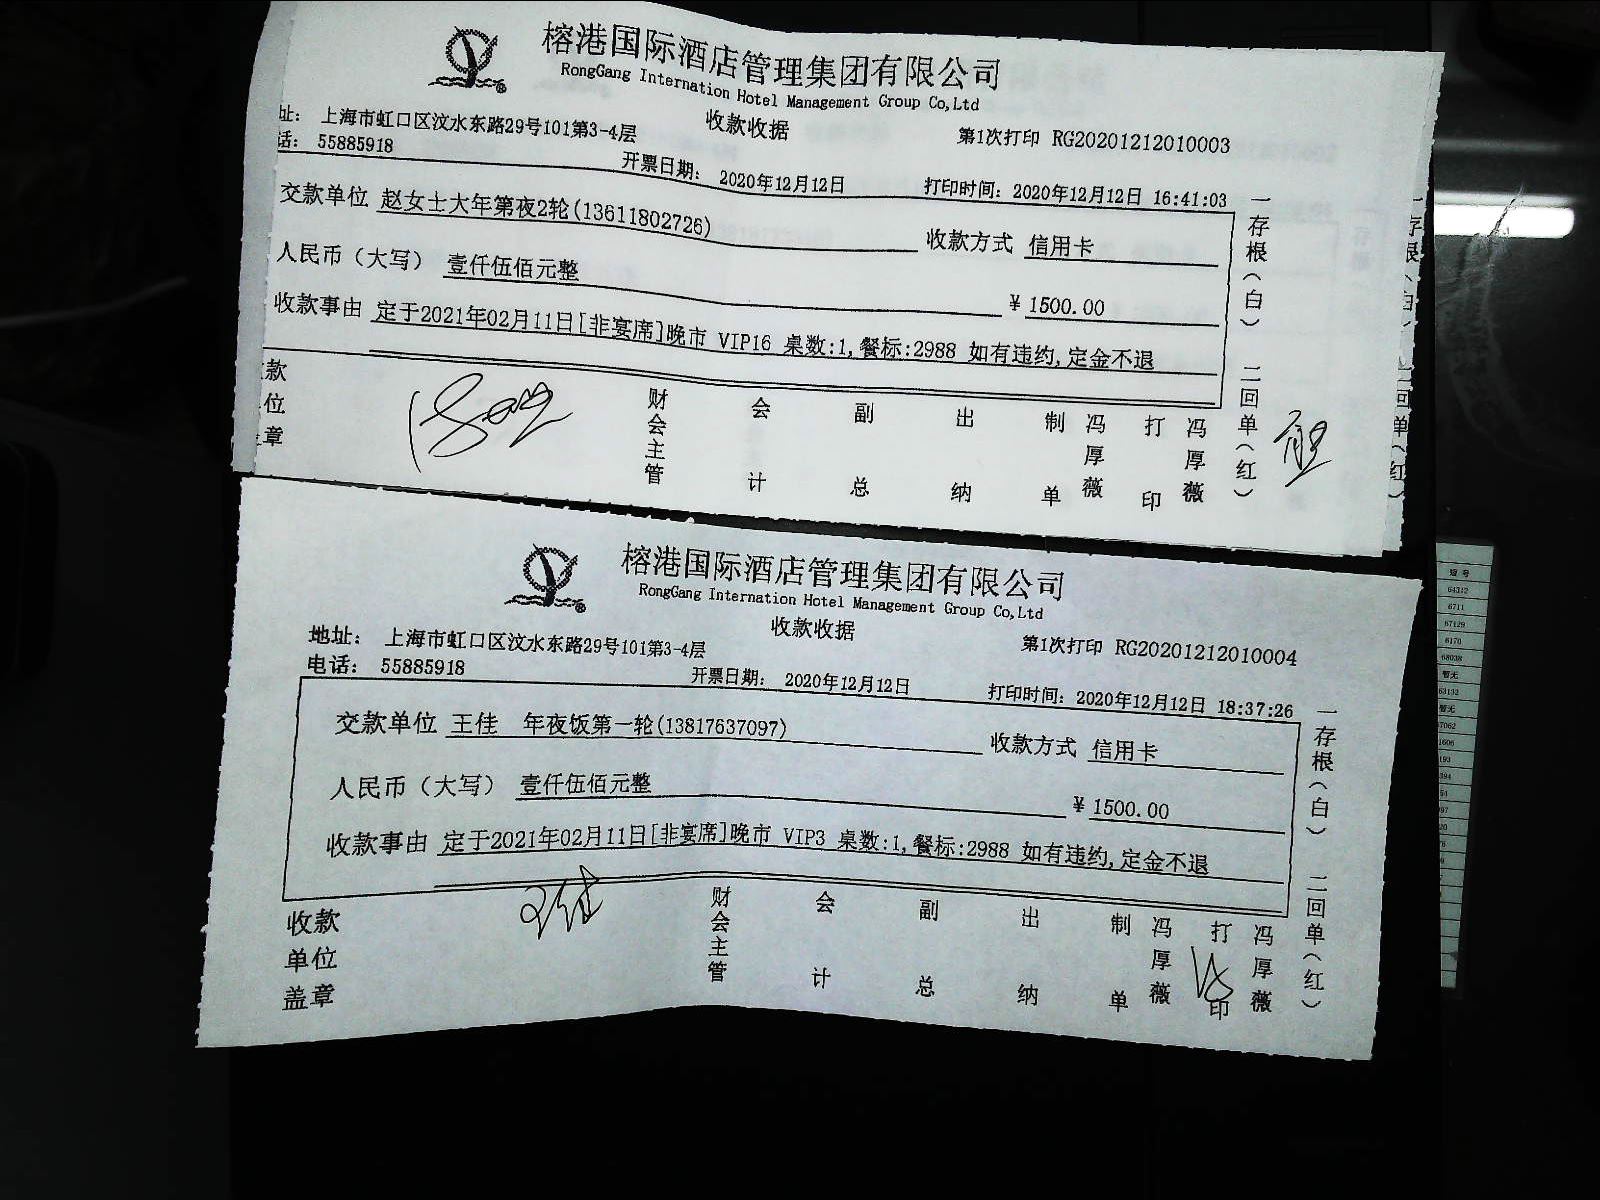 榕港国际酒店管理集团有限公司
RongGang Internation Hotel Management Group Co,Ltd
收款收据
址： 上海市虹口区汶水东路29号101第3-4层
第1次打印 RG20201212010003
话： 55885918
开票日期： 2020年12月12日
打印时间：2020年12月12日 16:41:03
交款单位 赵女士大年第夜2轮(13611802726)
收款方式 信用卡
人民币（大写） 壹仟伍佰元整
¥ 1500.00
收款事由 定于2021年02月11日[非宴席]晚市 VIP16 桌数:1,餐标:2988 如有违约,定金不退
款位章
财会主管 会计 副总 出纳 制单 冯厚薇 打印 冯厚薇
一存根（白） 二回单（红）
榕港国际酒店管理集团有限公司
RongGang Internation Hotel Management Group Co,Ltd
收款收据
地址： 上海市虹口区汶水东路29号101第3-4层
第1次打印 RG20201212010004
电话： 55885918
开票日期： 2020年12月12日
打印时间：2020年12月12日 18:37:26
交款单位 王佳 年夜饭第一轮(13817637097)
收款方式 信用卡
人民币（大写） 壹仟伍佰元整
¥ 1500.00
收款事由 定于2021年02月11日[非宴席]晚市 VIP3 桌数:1,餐标:2988 如有违约,定金不退
收款单位盖章
王佳
财会主管 会计 副总 出纳 制单 冯厚薇 打印 冯厚薇
一存根（白） 二回单（红）
短号
64312
6711
67129
6170
68038
暂无
63132
暂无